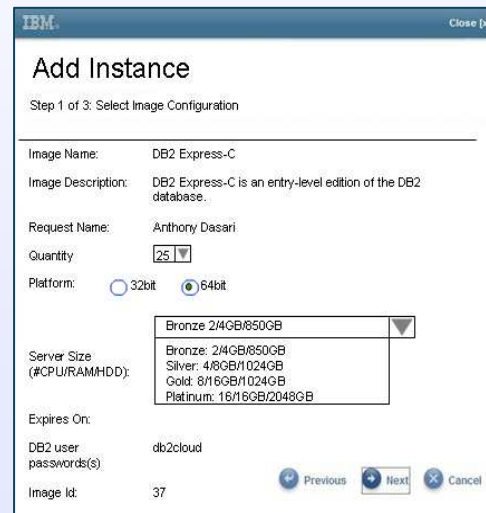 IBM.
Close [x
Add Instance
Step 1 of 3: Select Image Configuration
Image Name: DB2 Express-C
Image Description: DB2 Express-C is an entry-level edition of the DB2
database.
Request Name: Anthony Dasari
Quantity 25
Platform: 32bit 64bit
Bronze 2/4GB/850GB
Server Size
(#CPU/RAM/HDD):
Bronze: 2/4GB/850GB
Silver: 4/8GB/1024GB
Gold: 8/16GB/1024GB
Platinum: 16/16GB/2048GB
Expires On:
DB2 user
passwords(s)
db2cloud
Previous Next Cancel
Image Id: 37